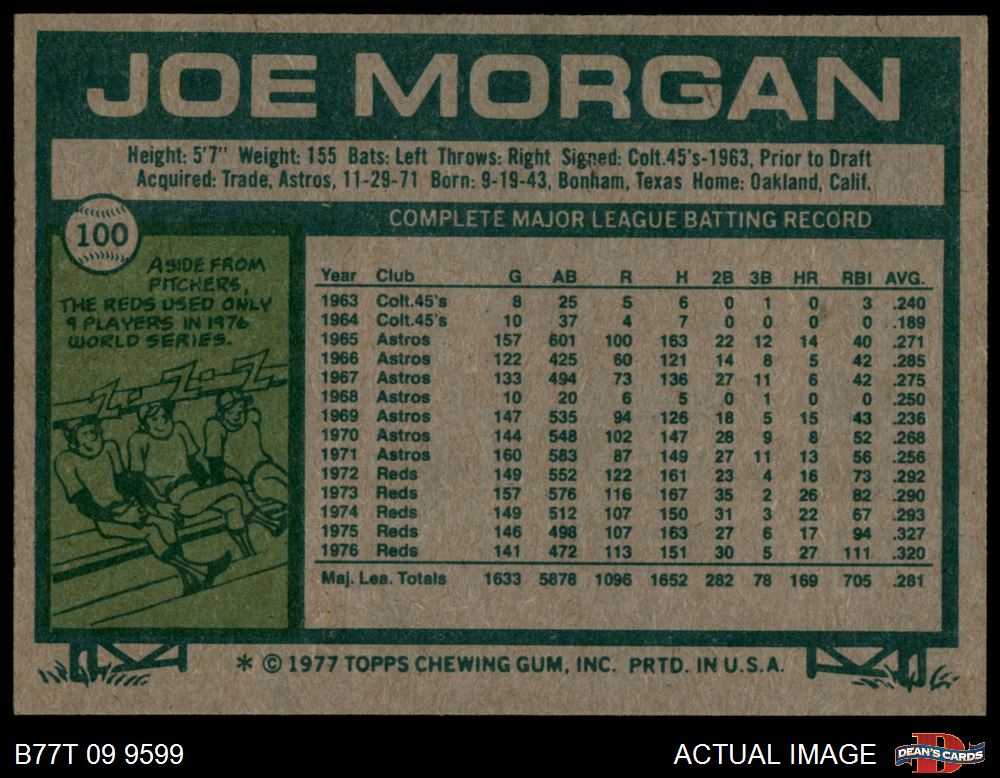 JOE MORGAN
Height: 5'7" Weight: 155 Bats: Left Throws: Right Signed: Colt.45's-1963, Prior to Draft
Acquired: Trade, Astros, 11-29-71 Born: 9-19-43, Bonham, Texas Home: Oakland, Calif.
100
COMPLETE MAJOR LEAGUE BATTING RECORD
ASIDE FROM
PITCHERS,
THE REDS USED ONLY
9 PLAYERS IN 1976
WORLD SERIES.
Z-Z-Z
Year Club G AB R H 2B 3B HR RBI AVG.
1963 Colt.45's 8 25 5 6 0 1 0 3 .240
1964 Colt.45's 10 37 4 7 0 0 0 0 .189
1965 Astros 157 601 100 163 22 12 14 40 .271
1966 Astros 122 425 60 121 14 8 5 42 .285
1967 Astros 133 494 73 136 27 11 6 42 .275
1968 Astros 10 20 6 5 0 1 0 0 .250
1969 Astros 147 535 94 126 18 5 15 43 .236
1970 Astros 144 548 102 147 28 9 8 52 .268
1971 Astros 160 583 87 149 27 11 13 56 .256
1972 Reds 149 552 122 161 23 4 16 73 .292
1973 Reds 157 576 116 167 35 2 26 82 .290
1974 Reds 149 512 107 150 31 3 22 67 .293
1975 Reds 146 498 107 163 27 6 17 94 .327
1976 Reds 141 472 113 151 30 5 27 111 .320
Maj. Lea. Totals 1633 5878 1096 1652 282 78 169 705 .281
* © 1977 TOPPS CHEWING GUM, INC. PRTD. IN U.S.A.
B77T 09 9599
ACTUAL IMAGE
D
DEAN'S CARDS